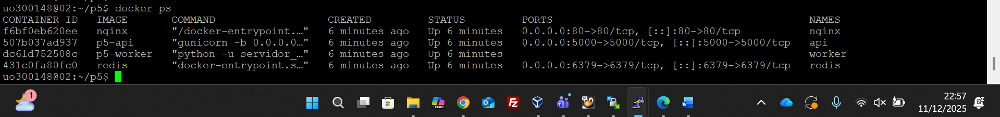 uo300148@02:~/p5$ docker ps
CONTAINER ID   IMAGE       COMMAND                  CREATED         STATUS         PORTS                                         NAMES
f6bf0eb620ee   nginx       "/docker-entrypoint.…"   6 minutes ago   Up 6 minutes   0.0.0.0:80->80/tcp, [::]:80->80/tcp           nginx
507b037ad937   p5-api      "gunicorn -b 0.0.0.0…"   6 minutes ago   Up 6 minutes   0.0.0.0:5000->5000/tcp, [::]:5000->5000/tcp   api
dc61d752508c   p5-worker   "python -u servidor_…"   6 minutes ago   Up 6 minutes                                                 worker
431c0fa80fc0   redis       "docker-entrypoint.s…"   6 minutes ago   Up 6 minutes   0.0.0.0:6379->6379/tcp, [::]:6379->6379/tcp   redis
uo300148@02:~/p5$
1
M365
FZ
T
64
W
22:57
11/12/2025